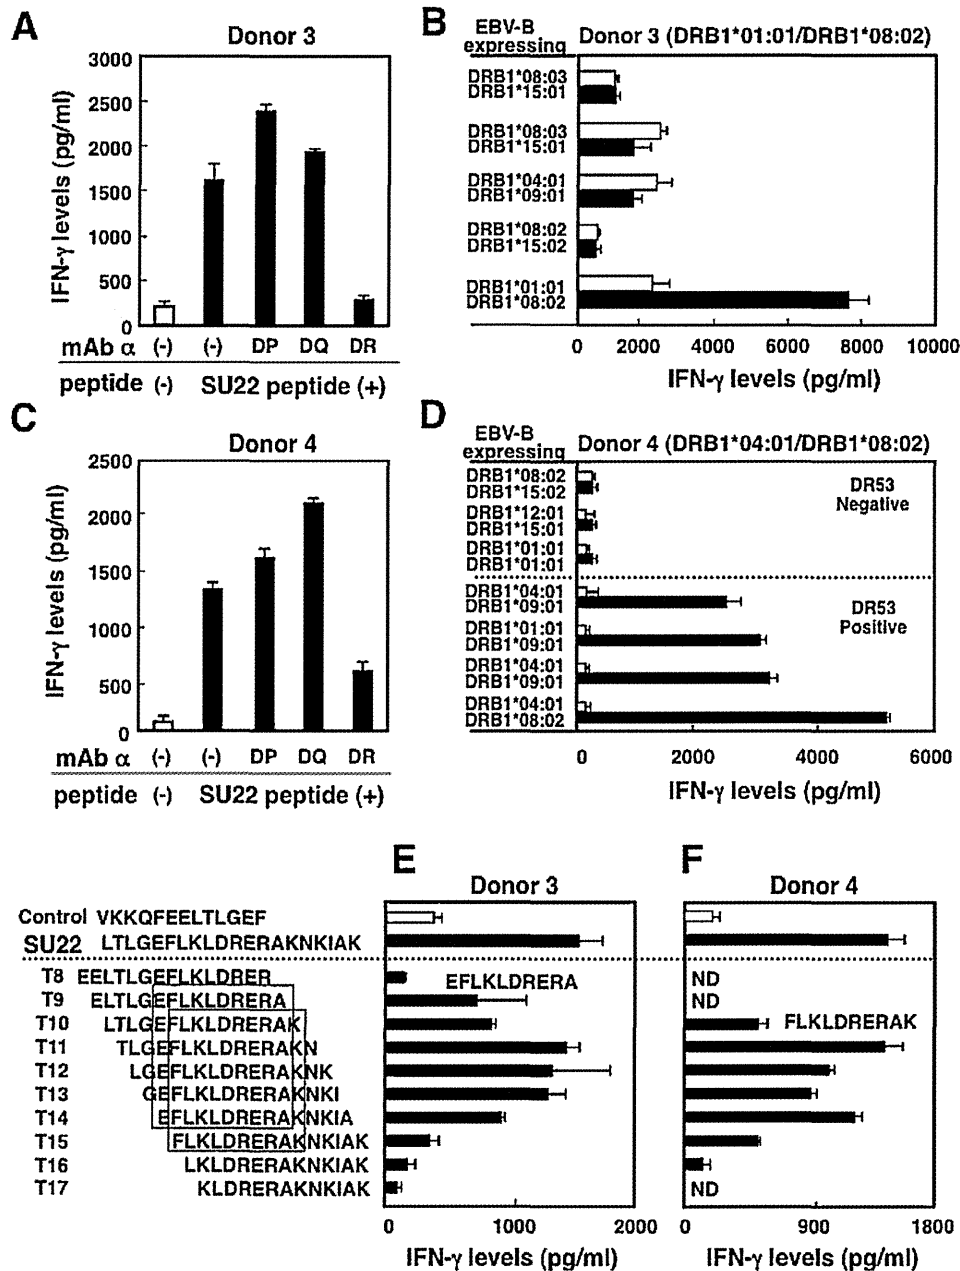 A
Donor 3
IFN-γ levels (pg/ml)
3000
2500
2000
1500
1000
500
0
mAb α (-) (-) DP DQ DR
peptide (-) SU22 peptide (+)
B
EBV-B
expressing
Donor 3 (DRB1*01:01/DRB1*08:02)
DRB1*08:03
DRB1*15:01
DRB1*08:03
DRB1*15:01
DRB1*04:01
DRB1*09:01
DRB1*08:02
DRB1*15:02
DRB1*01:01
DRB1*08:02
0 2000 4000 6000 8000 10000
IFN-γ levels (pg/ml)
C
Donor 4
IFN-γ levels (pg/ml)
2500
2000
1500
1000
500
0
mAb α (-) (-) DP DQ DR
peptide (-) SU22 peptide (+)
D
EBV-B
expressing
Donor 4 (DRB1*04:01/DRB1*08:02)
DRB1*08:02
DRB1*15:02
DRB1*12:01
DRB1*15:01
DRB1*01:01
DRB1*01:01
DR53
Negative
DRB1*04:01
DRB1*09:01
DRB1*01:01
DRB1*09:01
DRB1*04:01
DRB1*09:01
DRB1*04:01
DRB1*08:02
DR53
Positive
0 2000 4000 6000
IFN-γ levels (pg/ml)
E
Donor 3
F
Donor 4
Control VKKQFEELTLGEF
SU22 LTLGEFLKLDRERAKNKIAK
T8 EELTLGEFLKLDRER
T9 ELTLGEFLKLDRERA
T10 LTLGEFLKLDRERAK
T11 TLGEFLKLDRERAKN
T12 LGEFLKLDRERAKNK
T13 GEFLKLDRERAKNKI
T14 EFLKLDRERAKNKIA
T15 FLKLDRERAKNKIAK
T16 LKLDRERAKNKIAK
T17 KLDRERAKNKIAK
EFLKLDRERA
0 1000 2000
IFN-γ levels (pg/ml)
ND
ND
FLKLDRERAK
ND
0 900 1800
IFN-γ levels (pg/ml)